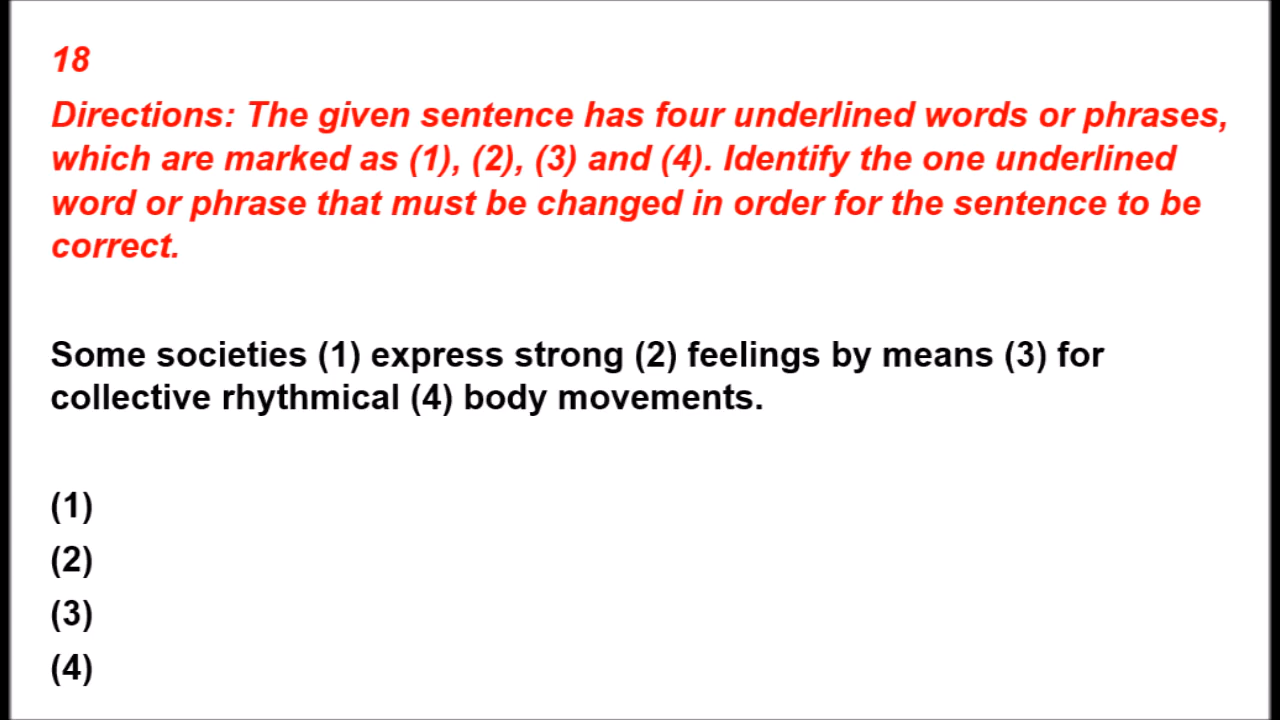 18
Directions: The given sentence has four underlined words or phrases,
which are marked as (1), (2), (3) and (4). Identify the one underlined
word or phrase that must be changed in order for the sentence to be
correct.
Some societies (1) express strong (2) feelings by means (3) for
collective rhythmical (4) body movements.
(1)
(2)
(3)
(4)